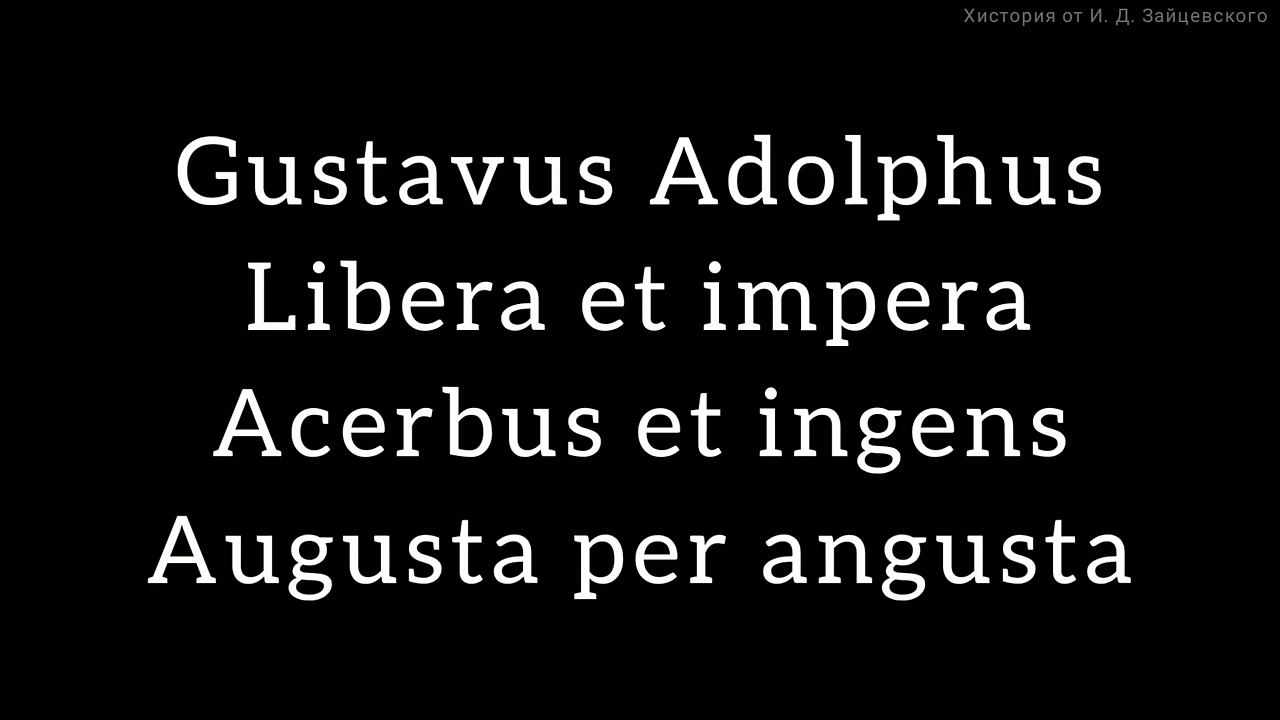 Хистория от И. Д. Зайцевского
Gustavus Adolphus
Libera et impera
Acerbus et ingens
Augusta per angusta